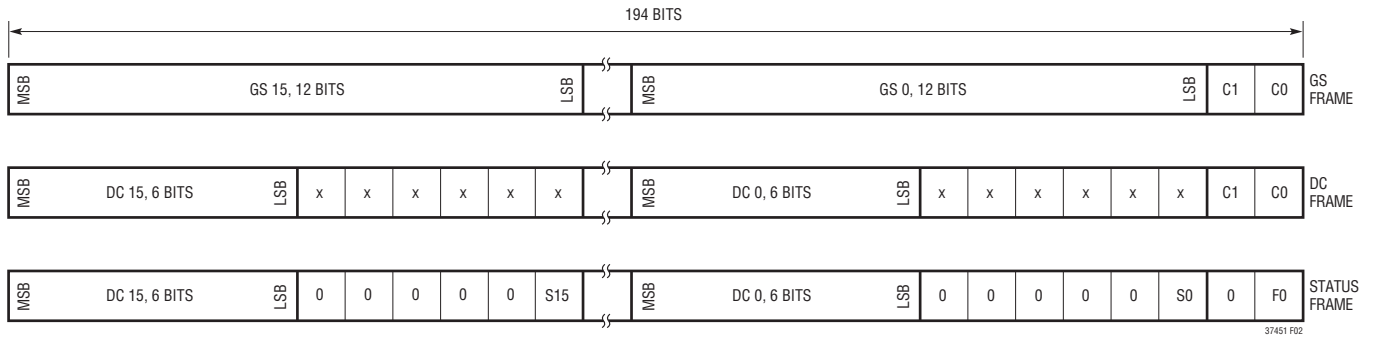 194 BITS
MSB GS 15, 12 BITS LSB MSB GS 0, 12 BITS LSB C1 C0 GS FRAME
MSB DC 15, 6 BITS LSB x x x x x x MSB DC 0, 6 BITS LSB x x x x x x C1 C0 DC FRAME
MSB DC 15, 6 BITS LSB 0 0 0 0 0 S15 MSB DC 0, 6 BITS LSB 0 0 0 0 0 S0 0 F0 STATUS FRAME
37451 F02